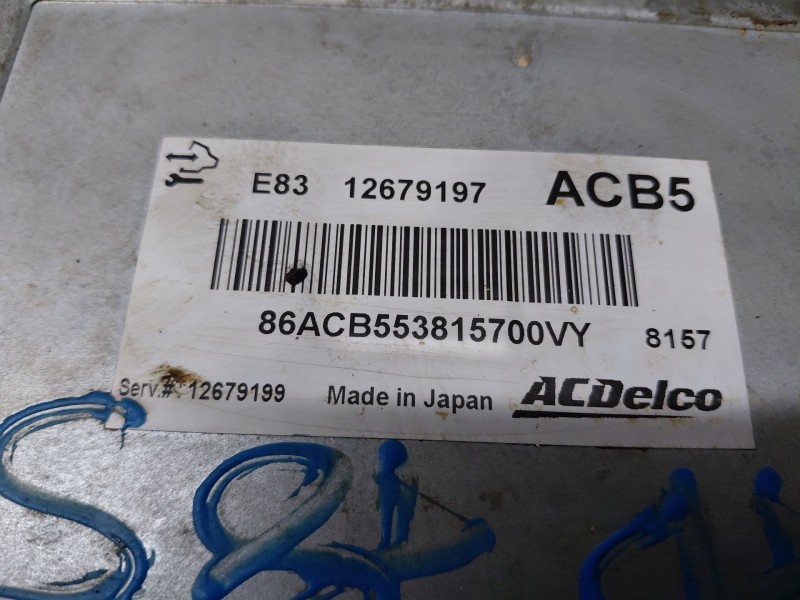 E83 12679197 ACB5
86ACB553815700VY 8157
Serv.#: 12679199 Made in Japan ACDelco